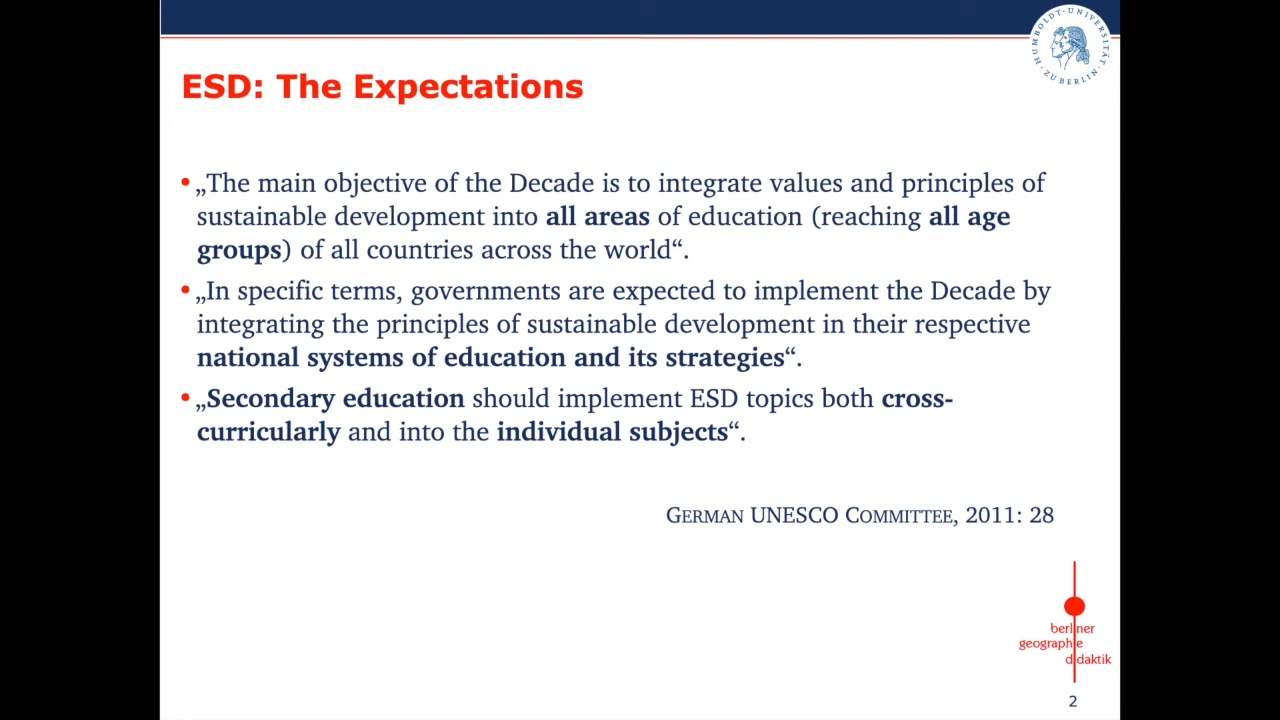 HUMBOLDT-UNIVERSITÄT ZU BERLIN
ESD: The Expectations
• „The main objective of the Decade is to integrate values and principles of
sustainable development into all areas of education (reaching all age
groups) of all countries across the world“.
• „In specific terms, governments are expected to implement the Decade by
integrating the principles of sustainable development in their respective
national systems of education and its strategies“.
• „Secondary education should implement ESD topics both cross-
curricularly and into the individual subjects“.
GERMAN UNESCO COMMITTEE, 2011: 28
berliner
geographie
didaktik
2